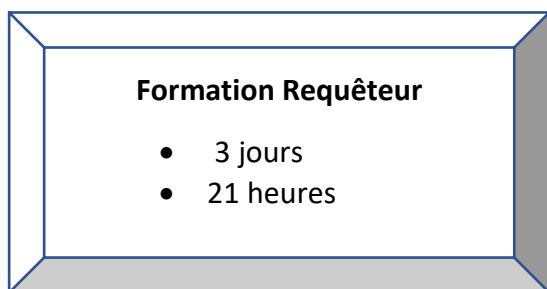 Formation Requêteur
• 3 jours
• 21 heures